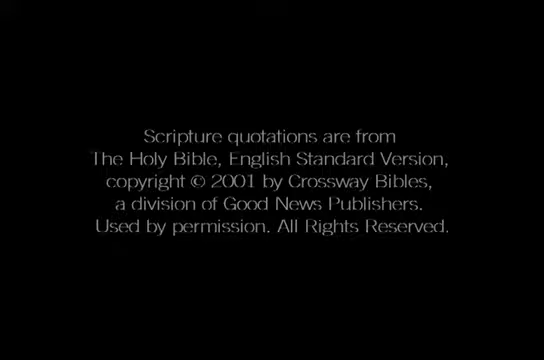 Scripture quotations are from
The Holy Bible, English Standard Version,
copyright © 2001 by Crossway Bibles,
a division of Good News Publishers.
Used by permission. All Rights Reserved.